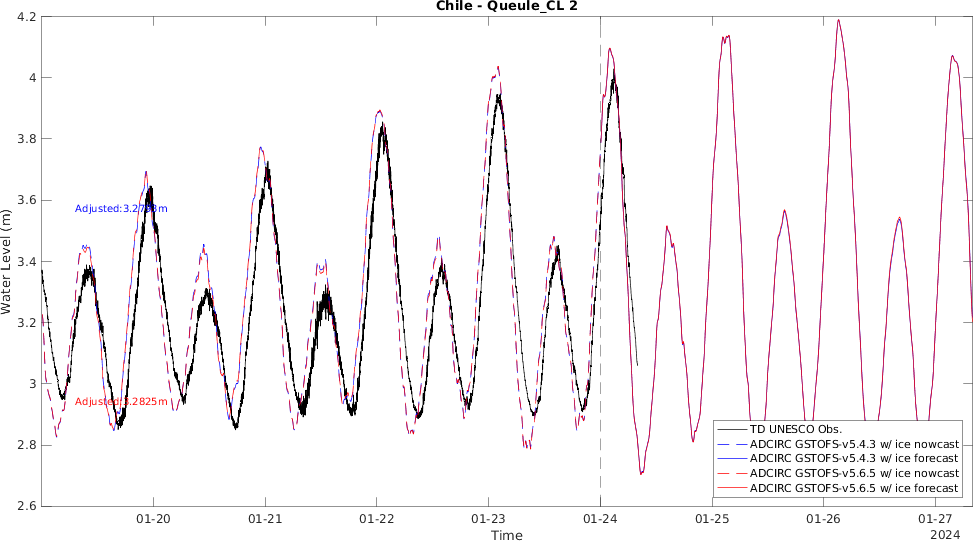 Chile - Queule_CL 2
4.2
4
3.8
3.6
3.4
3.2
3
2.8
2.6
Water Level (m)
Adjusted:3.2793m
Adjusted:3.2825m
TD UNESCO Obs.
ADCIRC GSTOFS-v5.4.3 w/ ice nowcast
ADCIRC GSTOFS-v5.4.3 w/ ice forecast
ADCIRC GSTOFS-v5.6.5 w/ ice nowcast
ADCIRC GSTOFS-v5.6.5 w/ ice forecast
01-20 01-21 01-22 01-23 01-24 01-25 01-26 01-27
Time
2024